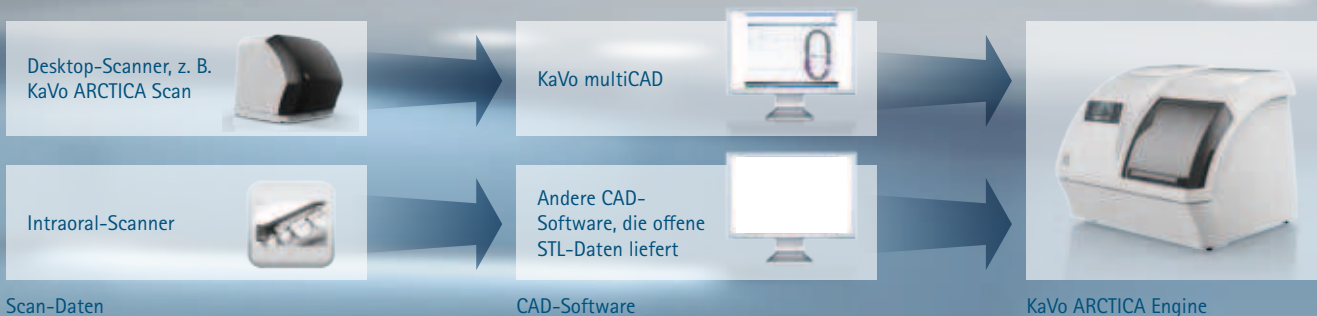 Desktop-Scanner, z. B.
KaVo ARCTICA Scan
KaVo multiCAD
Intraoral-Scanner
Andere CAD-
Software, die offene
STL-Daten liefert
Scan-Daten
CAD-Software
KaVo ARCTICA Engine